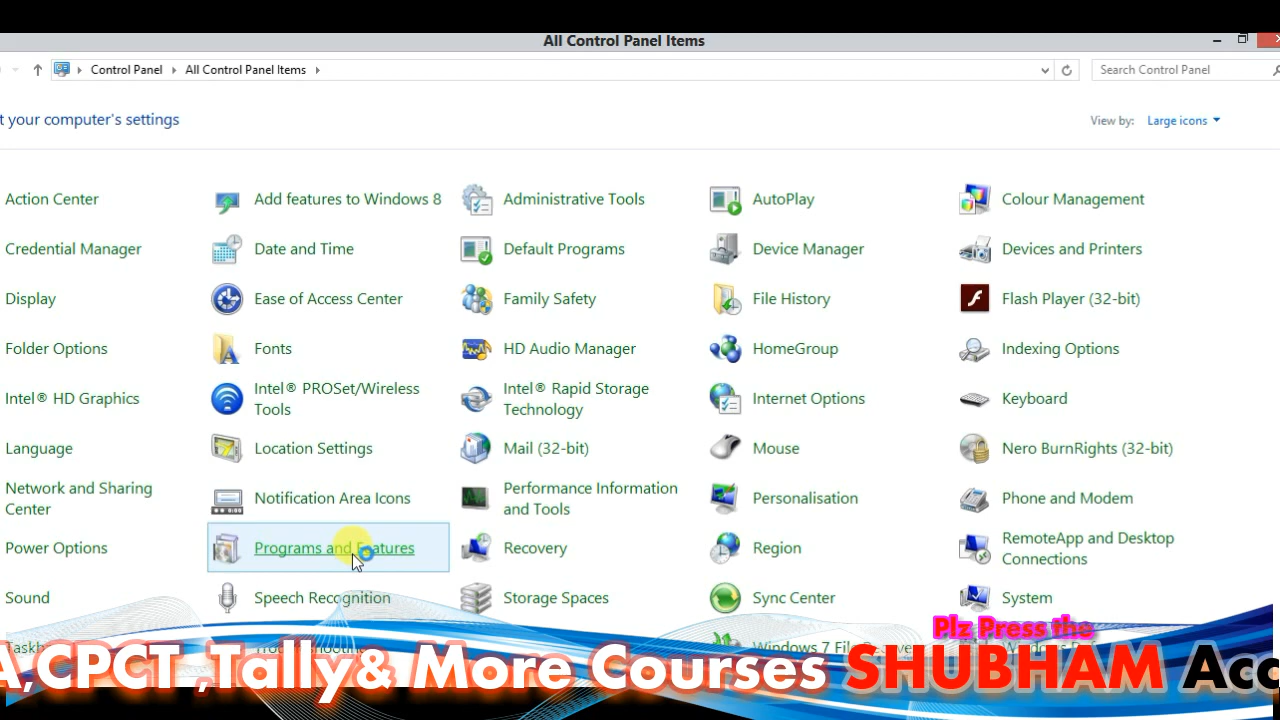 All Control Panel Items
Control Panel All Control Panel Items
Search Control Panel
t your computer's settings
View by: Large icons
Action Center
Add features to Windows 8
Administrative Tools
AutoPlay
Colour Management
Credential Manager
Date and Time
Default Programs
Device Manager
Devices and Printers
Display
Ease of Access Center
Family Safety
File History
Flash Player (32-bit)
Folder Options
Fonts
HD Audio Manager
HomeGroup
Indexing Options
Intel® HD Graphics
Intel® PROSet/Wireless
Tools
Intel® Rapid Storage
Technology
Internet Options
Keyboard
Language
Location Settings
Mail (32-bit)
Mouse
Nero BurnRights (32-bit)
Network and Sharing
Center
Notification Area Icons
Performance Information
and Tools
Personalisation
Phone and Modem
Power Options
Programs and Features
Recovery
Region
RemoteApp and Desktop
Connections
Sound
Speech Recognition
Storage Spaces
Sync Center
System
Plz Press the
Windows 7 File
A,CPCT ,Tally& More Courses SHUBHAM Acc